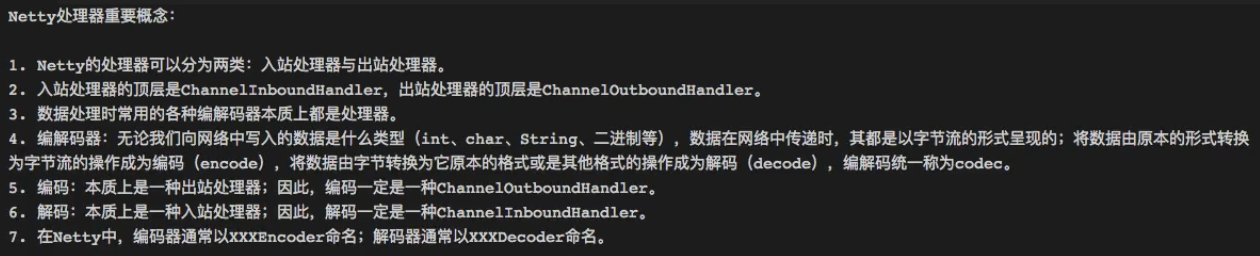 Netty处理器重要概念：
1. Netty的处理器可以分为两类：入站处理器与出站处理器。
2. 入站处理器的顶层是ChannelInboundHandler，出站处理器的顶层是ChannelOutboundHandler。
3. 数据处理时常用的各种编解码器本质上都是处理器。
4. 编解码器：无论我们向网络中写入的数据是什么类型（int、char、String、二进制等），数据在网络中传递时，其都是以字节流的形式呈现的；将数据由原本的形式转换
为字节流的操作成为编码（encode），将数据由字节转换为它原本的格式或是其他格式的操作成为解码（decode），编解码统一称为codec。
5. 编码：本质上是一种出站处理器；因此，编码一定是一种ChannelOutboundHandler。
6. 解码：本质上是一种入站处理器；因此，解码一定是一种ChannelInboundHandler。
7. 在Netty中，编码器通常以XXXEncoder命名；解码器通常以XXXDecoder命名。